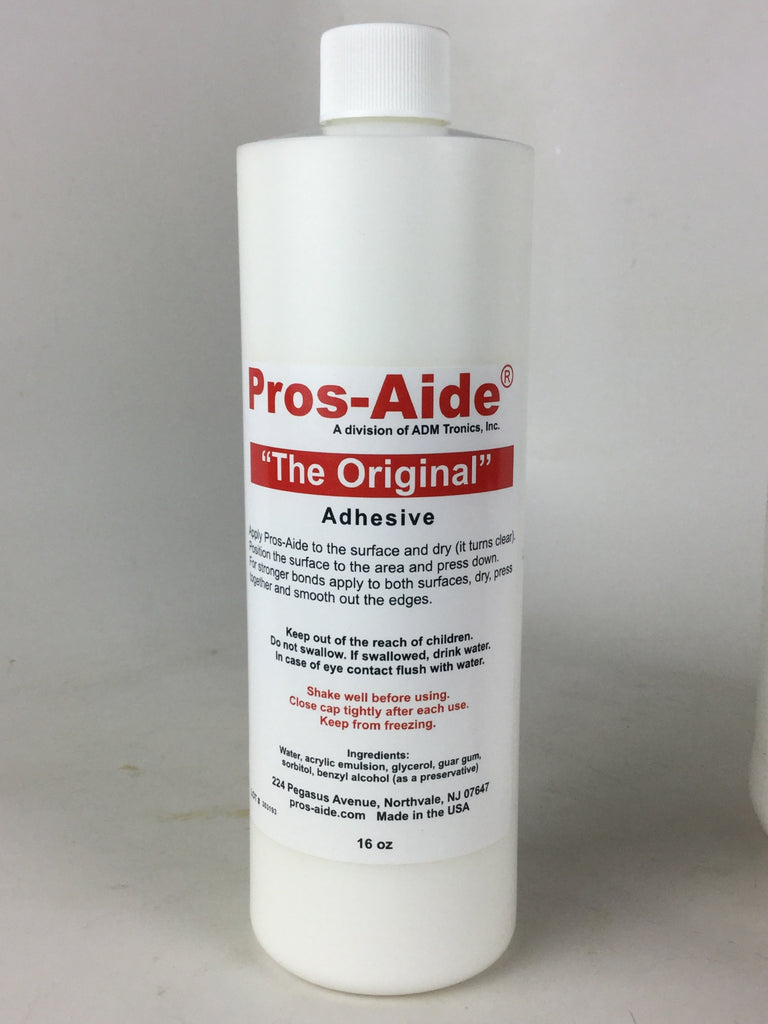 Pros-Aide®
A division of ADM Tronics, Inc.
“The Original”
Adhesive
Apply Pros-Aide to the surface and dry (it turns clear).
Position the surface to the area and press down.
For stronger bonds apply to both surfaces, dry, press
together and smooth out the edges.
Keep out of the reach of children.
Do not swallow. If swallowed, drink water.
In case of eye contact flush with water.
Shake well before using.
Close cap tightly after each use.
Keep from freezing.
Ingredients:
Water, acrylic emulsion, glycerol, guar gum,
sorbitol, benzyl alcohol (as a preservative)
224 Pegasus Avenue, Northvale, NJ 07647
pros-aide.com Made in the USA
16 oz